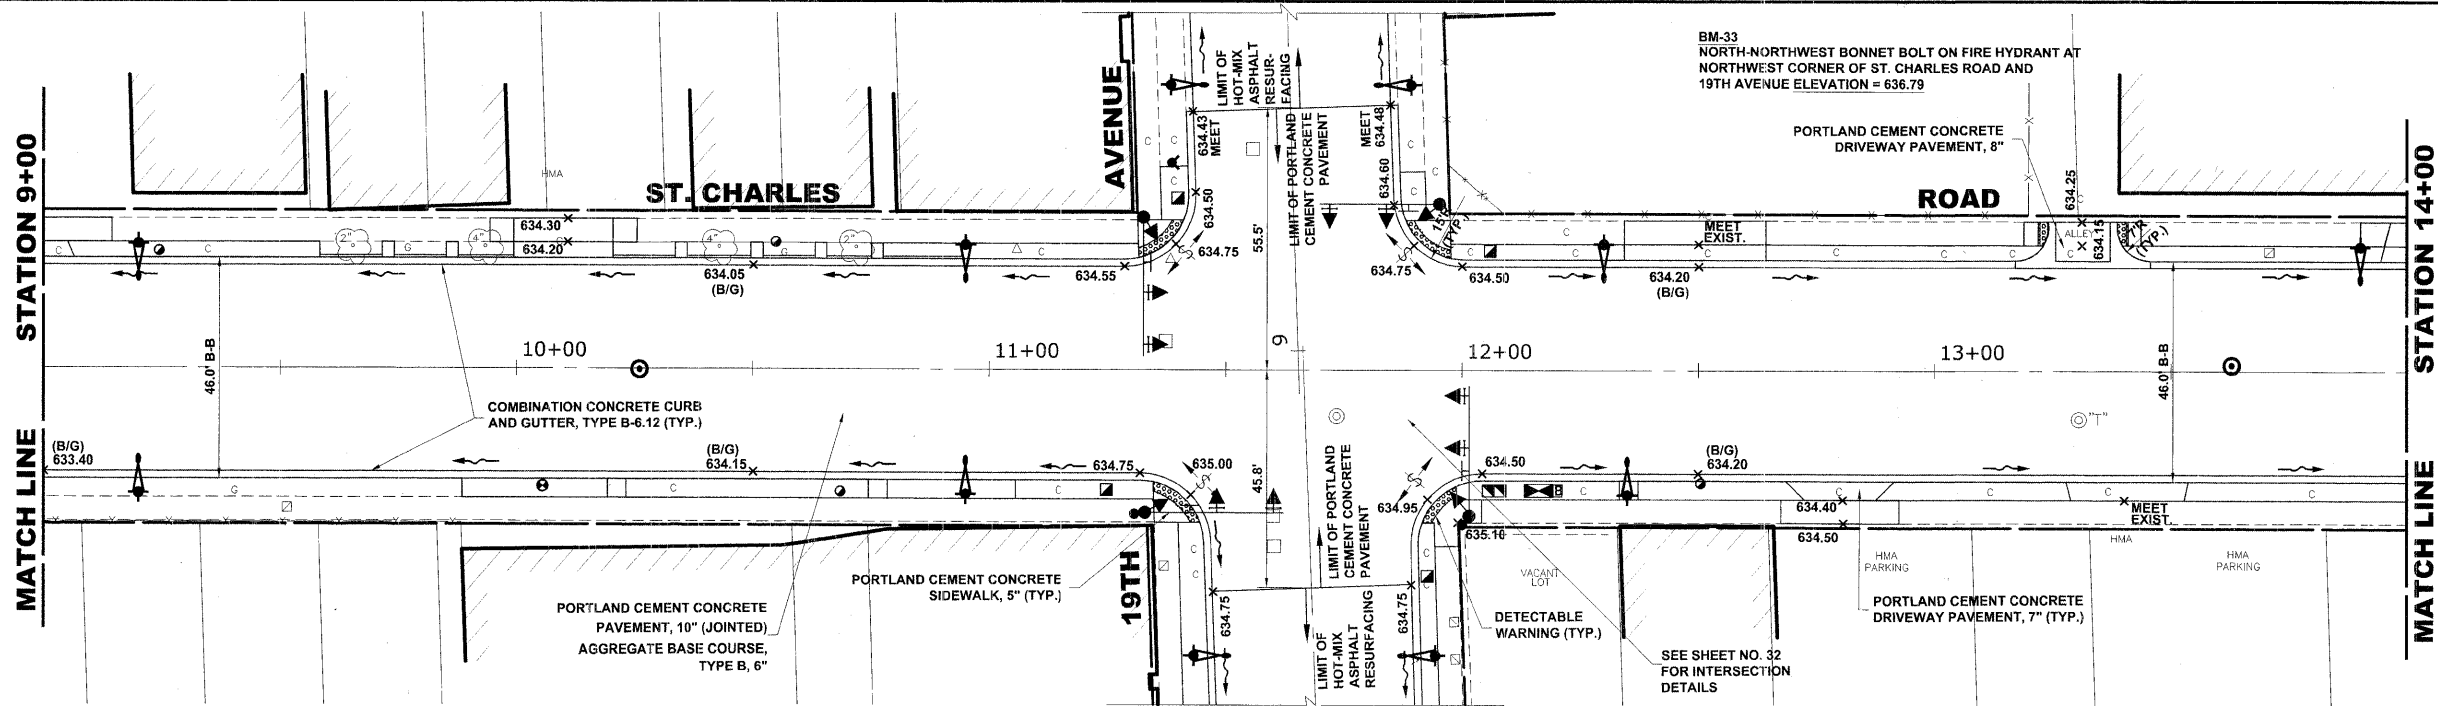 BM-33
NORTH-NORTHWEST BONNET BOLT ON FIRE HYDRANT AT
NORTHWEST CORNER OF ST. CHARLES ROAD AND
19TH AVENUE ELEVATION = 636.79
PORTLAND CEMENT CONCRETE
DRIVEWAY PAVEMENT, 8"
STATION 9+00
MATCH LINE
STATION 14+00
MATCH LINE
ST. CHARLES
ROAD
AVENUE
19TH
LIMIT OF
HOT-MIX
ASPHALT
RESUR-
FACING
LIMIT OF PORTLAND
CEMENT CONCRETE
PAVEMENT
634.43
MEET
MEET
634.48
634.50
634.60
HMA
634.30
634.20
2"
4"
4"
2"
G
G
C
C
634.05
(B/G)
634.55
634.75
55.5'
634.75
15'R
(TYP.)
634.50
MEET
EXIST.
634.20
(B/G)
634.25
634.15
ALLEY
7'R
(TYP.)
46.0' B-B
10+00
11+00
9
12+00
13+00
46.0' B-B
"T"
COMBINATION CONCRETE CURB
AND GUTTER, TYPE B-6.12 (TYP.)
(B/G)
633.40
(B/G)
634.15
634.75
635.00
45.8'
634.95
634.50
(B/G)
634.20
G
C
C
634.40
634.50
635.10
MEET
EXIST.
HMA
HMA
PARKING
HMA
PARKING
VACANT
LOT
PORTLAND CEMENT CONCRETE
SIDEWALK, 5" (TYP.)
PORTLAND CEMENT CONCRETE
PAVEMENT, 10" (JOINTED)
AGGREGATE BASE COURSE,
TYPE B, 6"
LIMIT OF PORTLAND
CEMENT CONCRETE
PAVEMENT
LIMIT OF
HOT-MIX
ASPHALT
RESURFACING
634.75
634.75
DETECTABLE
WARNING (TYP.)
SEE SHEET NO. 32
FOR INTERSECTION
DETAILS
PORTLAND CEMENT CONCRETE
DRIVEWAY PAVEMENT, 7" (TYP.)